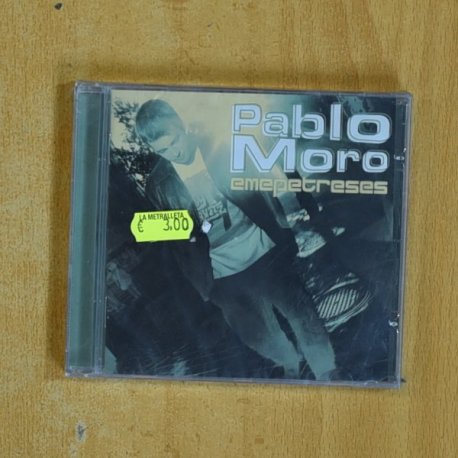 Pablo
Moro
emepetreses
LA METRALLETA
€ 3,00